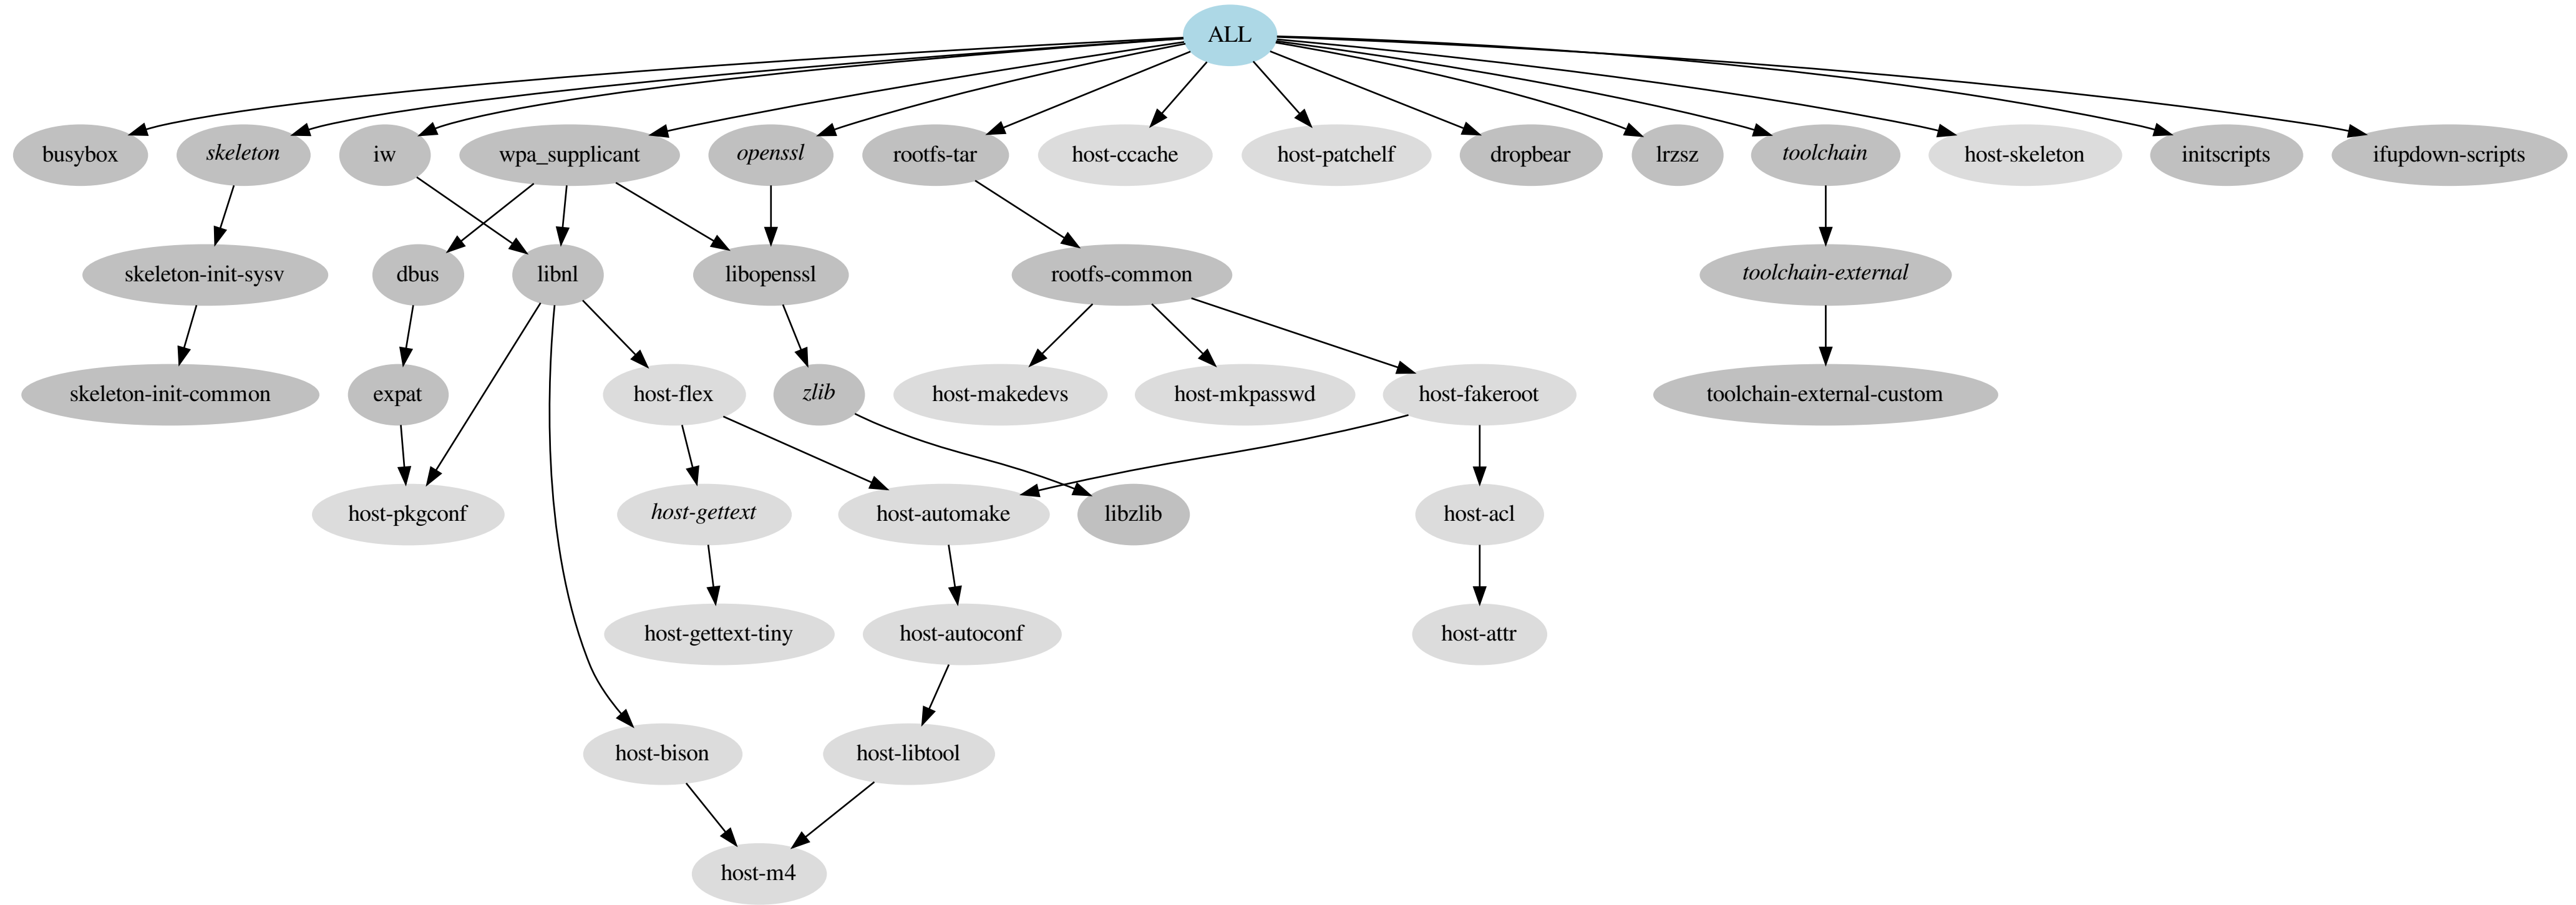 ALL
busybox
skeleton
iw
wpa_supplicant
openssl
rootfs-tar
host-ccache
host-patchelf
dropbear
lrzsz
toolchain
host-skeleton
initscripts
ifupdown-scripts
skeleton-init-sysv
dbus
libnl
libopenssl
rootfs-common
toolchain-external
skeleton-init-common
expat
host-flex
zlib
host-makedevs
host-mkpasswd
host-fakeroot
toolchain-external-custom
host-pkgconf
host-gettext
host-automake
libzlib
host-acl
host-gettext-tiny
host-autoconf
host-attr
host-bison
host-libtool
host-m4